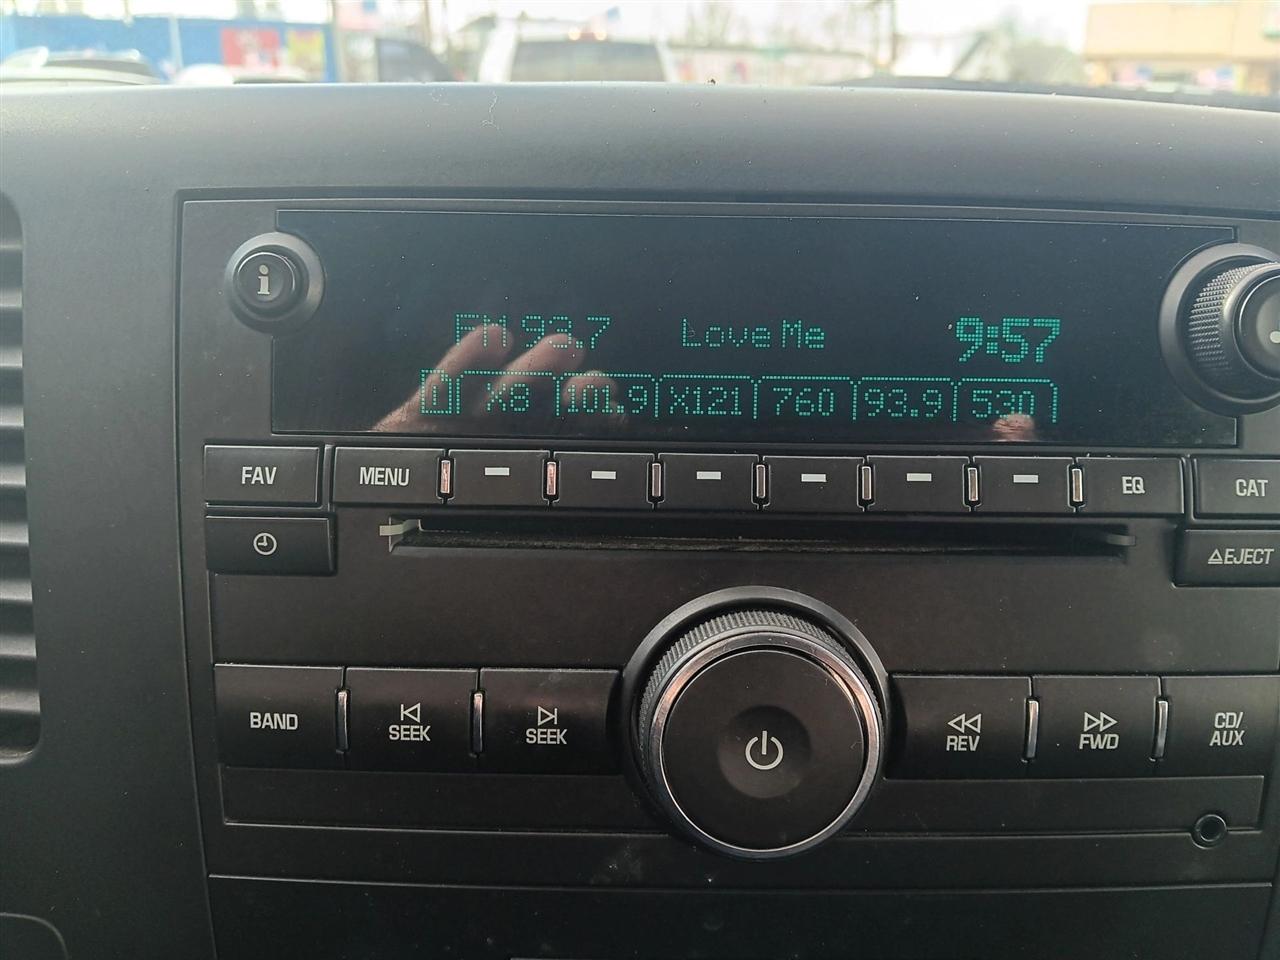 i
FM 93.7 Love Me 9:57
1 X8 101.9 X121 760 93.9 530
FAV MENU EQ CAT
EJECT
BAND SEEK SEEK REV FWD CD/
AUX